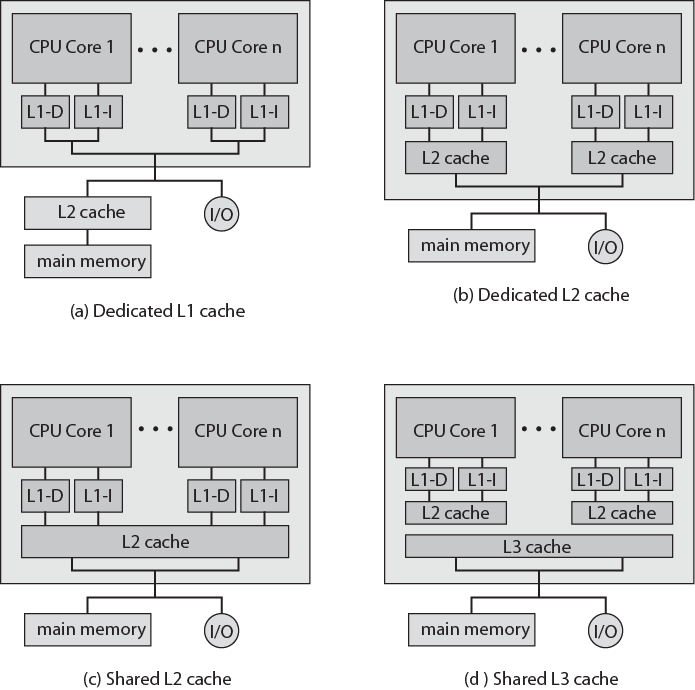 CPU Core 1 • • • CPU Core n
L1-D L1-I L1-D L1-I
L2 cache I/O
main memory
(a) Dedicated L1 cache
CPU Core 1 • • • CPU Core n
L1-D L1-I L1-D L1-I
L2 cache L2 cache
main memory I/O
(b) Dedicated L2 cache
CPU Core 1 • • • CPU Core n
L1-D L1-I L1-D L1-I
L2 cache
main memory I/O
(c) Shared L2 cache
CPU Core 1 • • • CPU Core n
L1-D L1-I L1-D L1-I
L2 cache L2 cache
L3 cache
main memory I/O
(d ) Shared L3 cache